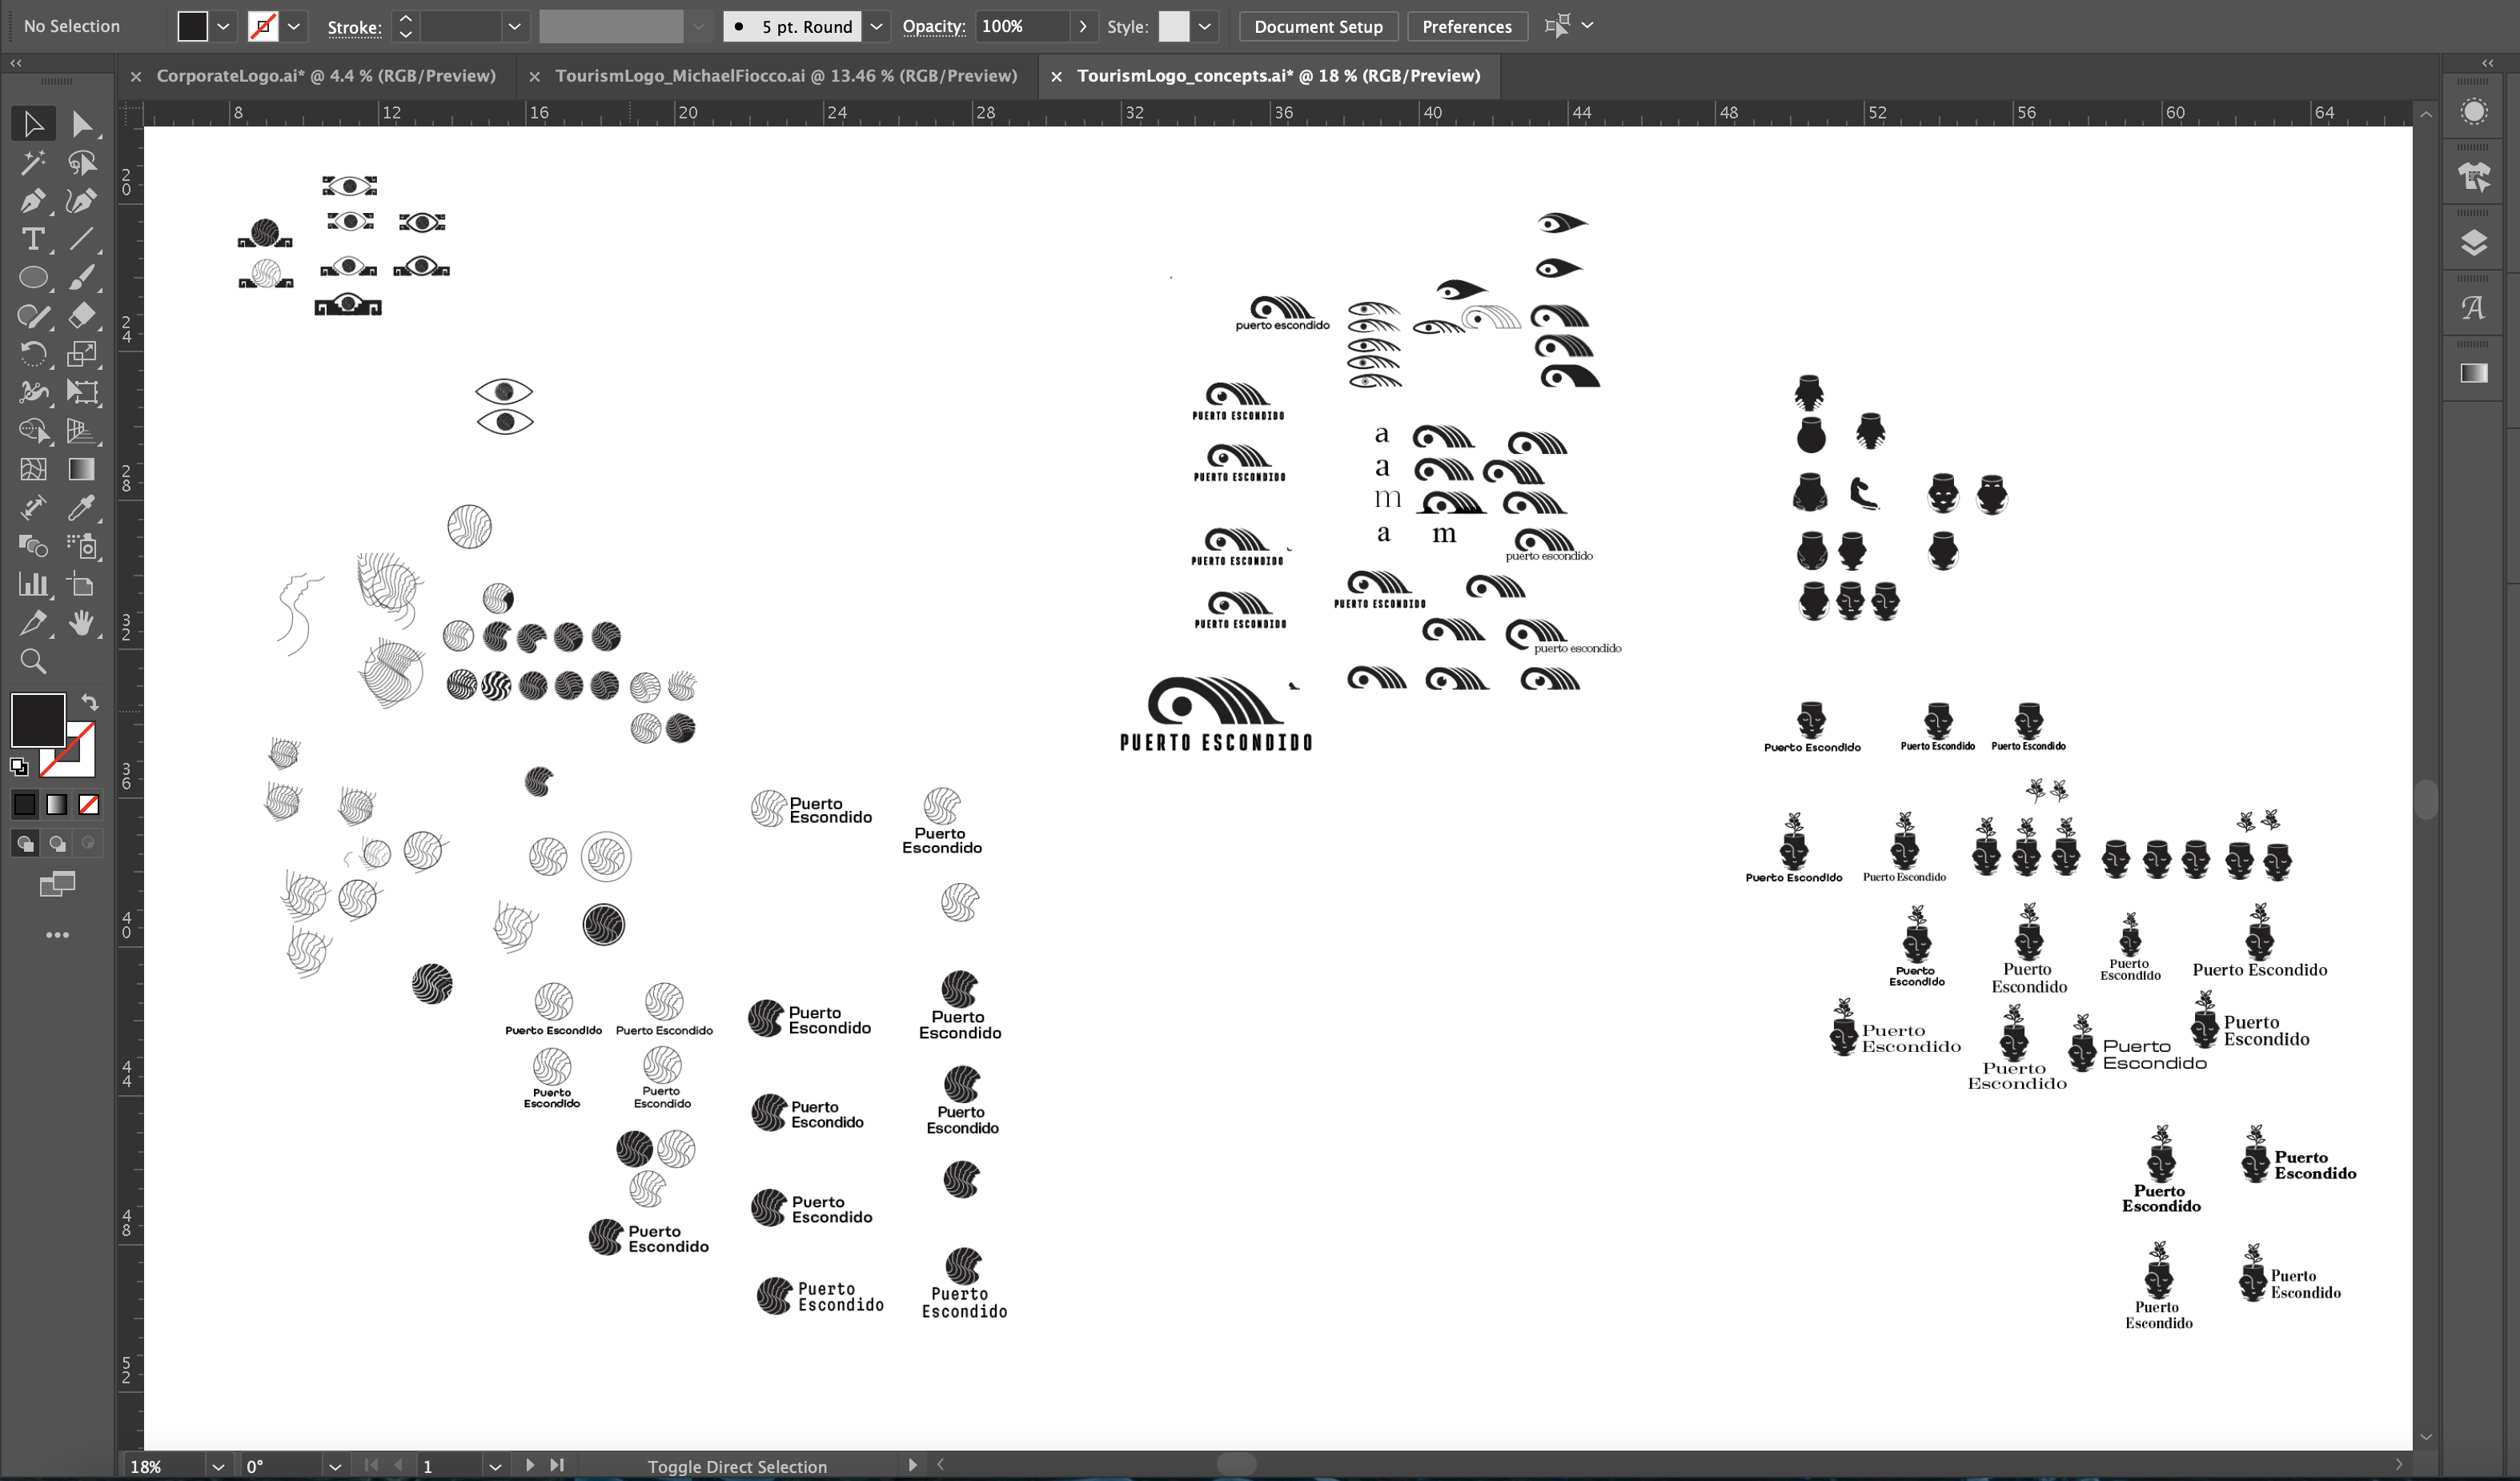 No Selection
Stroke:
5 pt. Round
Opacity:
100%
Style:
Document Setup
Preferences
CorporateLogo.ai* @ 4.4 % (RGB/Preview)
TourismLogo_MichaelFiocco.ai @ 13.46 % (RGB/Preview)
TourismLogo_concepts.ai* @ 18 % (RGB/Preview)
8 12 16 20 24 28 32 36 40 44 48 52 56 60 64
20
24
28
32
36
40
44
48
52
puerto escondido
PUERTO ESCONDIDO
PUERTO ESCONDIDO
PUERTO ESCONDIDO
PUERTO ESCONDIDO
PUERTO ESCONDIDO
a
a
m
a m
puerto escondido
PUERTO ESCONDIDO
puerto escondido
Puerto
Escondido
Puerto
Escondido
Puerto
Escondido
Puerto
Escondido
Puerto Escondido
Puerto Escondido
Puerto
Escondido
Puerto
Escondido
Puerto
Escondido
Puerto
Escondido
Puerto
Escondido
Puerto
Escondido
Puerto
Escondido
Puerto
Escondido
Puerto Escondido
Puerto Escondido
Puerto Escondido
Puerto Escondido
Puerto Escondido
Puerto
Escondido
Puerto
Escondido
Puerto
Escondido
Puerto Escondido
Puerto
Escondido
Puerto
Escondido
Puerto
Escondido
Puerto
Escondido
Puerto
Escondido
Puerto
Escondido
Puerto
Escondido
Puerto
Escondido
18%
0°
1
Toggle Direct Selection